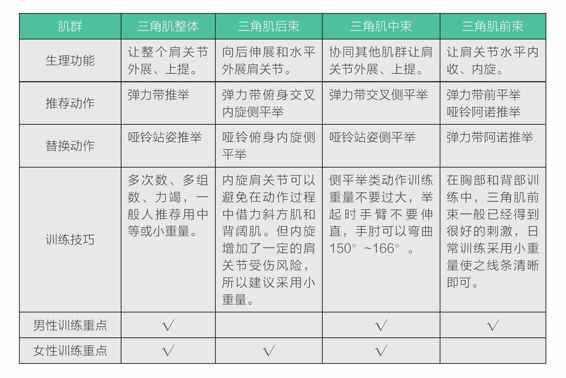 肌群 三角肌整体 三角肌后束 三角肌中束 三角肌前束
生理功能
让整个肩关节
外展、上提。
向后伸展和水平
外展肩关节。
协同其他肌群让肩
关节外展、上提。
让肩关节水平内
收、内旋。
推荐动作
弹力带推举
弹力带俯身交叉
内旋侧平举
弹力带交叉侧平举
弹力带前平举
哑铃阿诺推举
替换动作
哑铃站姿推举
哑铃俯身内旋侧
平举
哑铃站姿侧平举
弹力带阿诺推举
训练技巧
多次数、多组
数、力竭，一
般人推荐用中
等或小重量。
内旋肩关节可以
避免在动作过程
中借力斜方肌和
背阔肌。但内旋
增加了一定的肩
关节受伤风险，
所以建议采用小
重量。
侧平举类动作训练
重量不要过大，举
起时手臂不要伸
直，手肘可以弯曲
150°~166°。
在胸部和背部训
练中，三角肌前
束一般已经得到
很好的刺激，日
常训练采用小重
量使之线条清晰
即可。
男性训练重点 √ √ √
女性训练重点 √ √ √